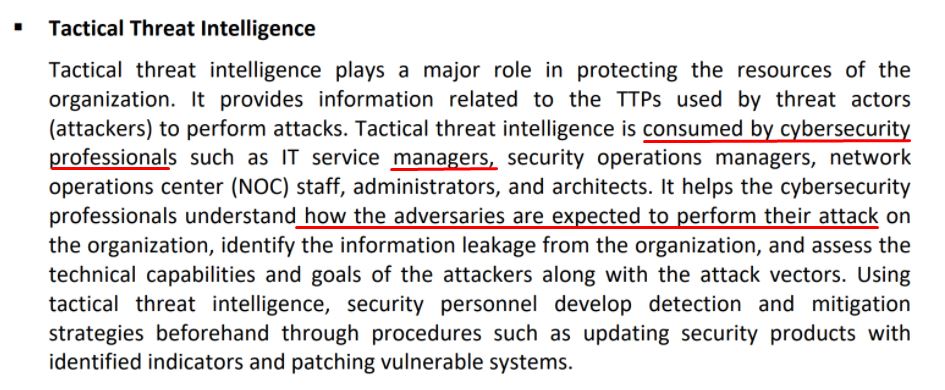 ▪ Tactical Threat Intelligence
Tactical threat intelligence plays a major role in protecting the resources of the
organization. It provides information related to the TTPs used by threat actors
(attackers) to perform attacks. Tactical threat intelligence is consumed by cybersecurity
professionals such as IT service managers, security operations managers, network
operations center (NOC) staff, administrators, and architects. It helps the cybersecurity
professionals understand how the adversaries are expected to perform their attack on
the organization, identify the information leakage from the organization, and assess the
technical capabilities and goals of the attackers along with the attack vectors. Using
tactical threat intelligence, security personnel develop detection and mitigation
strategies beforehand through procedures such as updating security products with
identified indicators and patching vulnerable systems.